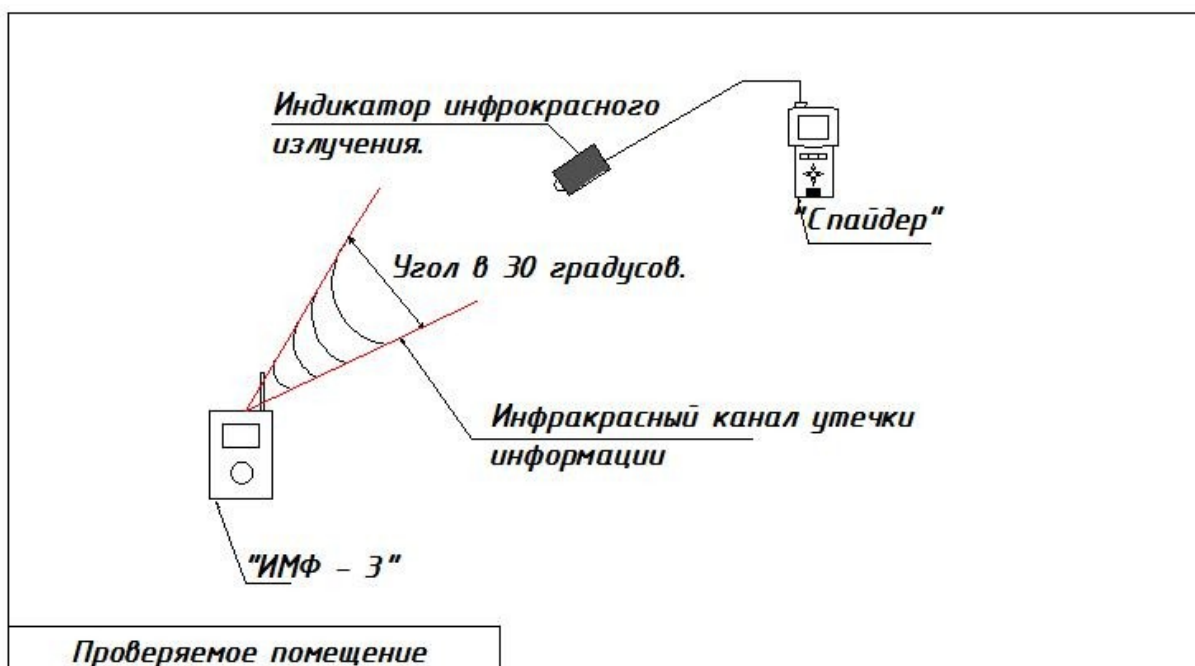 Индикатор инфрокрасного
излучения.
"Спайдер"
Угол в 30 градусов.
Инфракрасный канал утечки
информации
"ИМФ - 3"
Проверяемое помещение